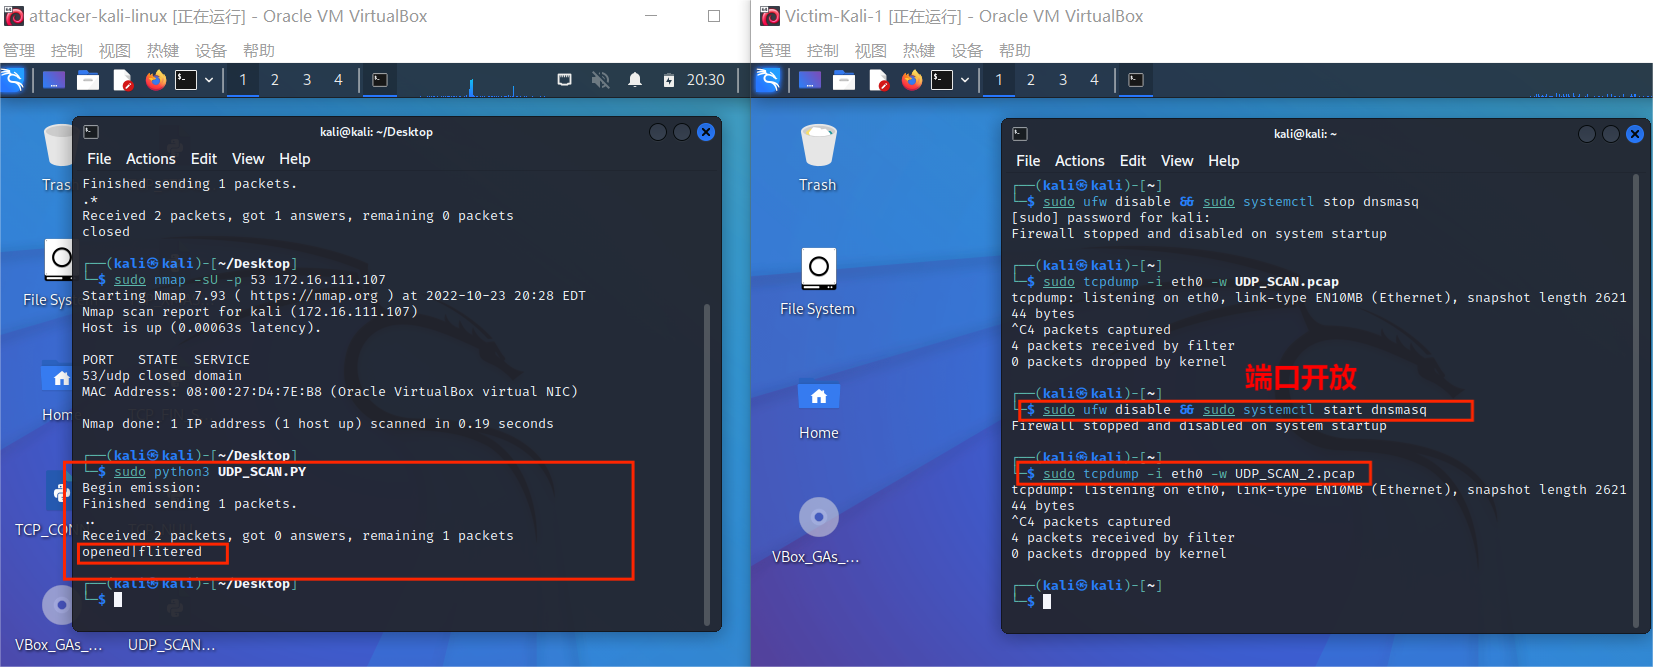 attacker-kali-linux [正在运行] - Oracle VM VirtualBox
管理 控制 视图 热键 设备 帮助
1 2 3 4
20:30
Trash
File Sys
Home
TCP_CON
VBox_GAs_...
UDP_SCAN...
kali@kali: ~/Desktop
File Actions Edit View Help
Finished sending 1 packets.
.*
Received 2 packets, got 1 answers, remaining 0 packets
closed
┌──(kali㉿kali)-[~/Desktop]
└─$ sudo nmap -sU -p 53 172.16.111.107
Starting Nmap 7.93 ( https://nmap.org ) at 2022-10-23 20:28 EDT
Nmap scan report for kali (172.16.111.107)
Host is up (0.00063s latency).
PORT   STATE  SERVICE
53/udp closed domain
MAC Address: 08:00:27:D4:7E:B8 (Oracle VirtualBox virtual NIC)
Nmap done: 1 IP address (1 host up) scanned in 0.19 seconds
┌──(kali㉿kali)-[~/Desktop]
└─$ sudo python3 UDP_SCAN.PY
Begin emission:
Finished sending 1 packets.
..
Received 2 packets, got 0 answers, remaining 1 packets
opened|flitered
┌──(kali㉿kali)-[~/Desktop]
└─$
Victim-Kali-1 [正在运行] - Oracle VM VirtualBox
管理 控制 视图 热键 设备 帮助
1 2 3 4
Trash
File System
Home
VBox_GAs_...
kali@kali: ~
File Actions Edit View Help
┌──(kali㉿kali)-[~]
└─$ sudo ufw disable && sudo systemctl stop dnsmasq
[sudo] password for kali:
Firewall stopped and disabled on system startup
┌──(kali㉿kali)-[~]
└─$ sudo tcpdump -i eth0 -w UDP_SCAN.pcap
tcpdump: listening on eth0, link-type EN10MB (Ethernet), snapshot length 2621
44 bytes
^C4 packets captured
4 packets received by filter
0 packets dropped by kernel
端口开放
┌──(kali㉿kali)-[~]
└─$ sudo ufw disable && sudo systemctl start dnsmasq
Firewall stopped and disabled on system startup
┌──(kali㉿kali)-[~]
└─$ sudo tcpdump -i eth0 -w UDP_SCAN_2.pcap
tcpdump: listening on eth0, link-type EN10MB (Ethernet), snapshot length 2621
44 bytes
^C4 packets captured
4 packets received by filter
0 packets dropped by kernel
┌──(kali㉿kali)-[~]
└─$